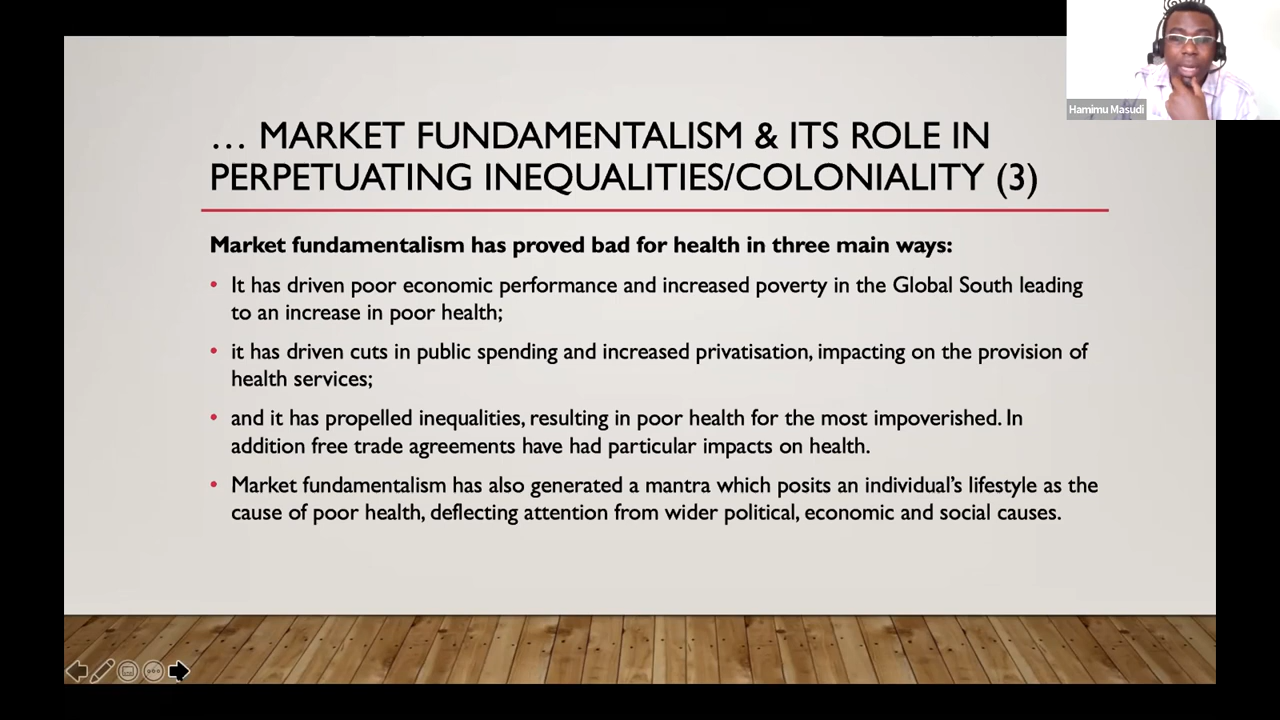 … MARKET FUNDAMENTALISM & ITS ROLE IN
PERPETUATING INEQUALITIES/COLONIALITY (3)
Market fundamentalism has proved bad for health in three main ways:
• It has driven poor economic performance and increased poverty in the Global South leading
to an increase in poor health;
• it has driven cuts in public spending and increased privatisation, impacting on the provision of
health services;
• and it has propelled inequalities, resulting in poor health for the most impoverished. In
addition free trade agreements have had particular impacts on health.
• Market fundamentalism has also generated a mantra which posits an individual's lifestyle as the
cause of poor health, deflecting attention from wider political, economic and social causes.
Hamimu Masudi